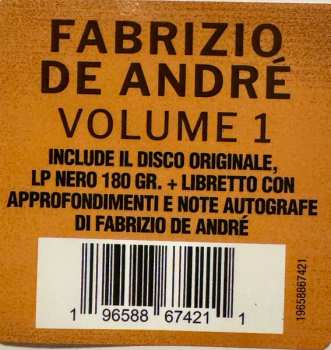 FABRIZIO
DE ANDRÉ
VOLUME 1
INCLUDE IL DISCO ORIGINALE,
LP NERO 180 GR. + LIBRETTO CON
APPROFONDIMENTI E NOTE AUTOGRAFE
DI FABRIZIO DE ANDRÉ
1 96588 67421 1
19658867421